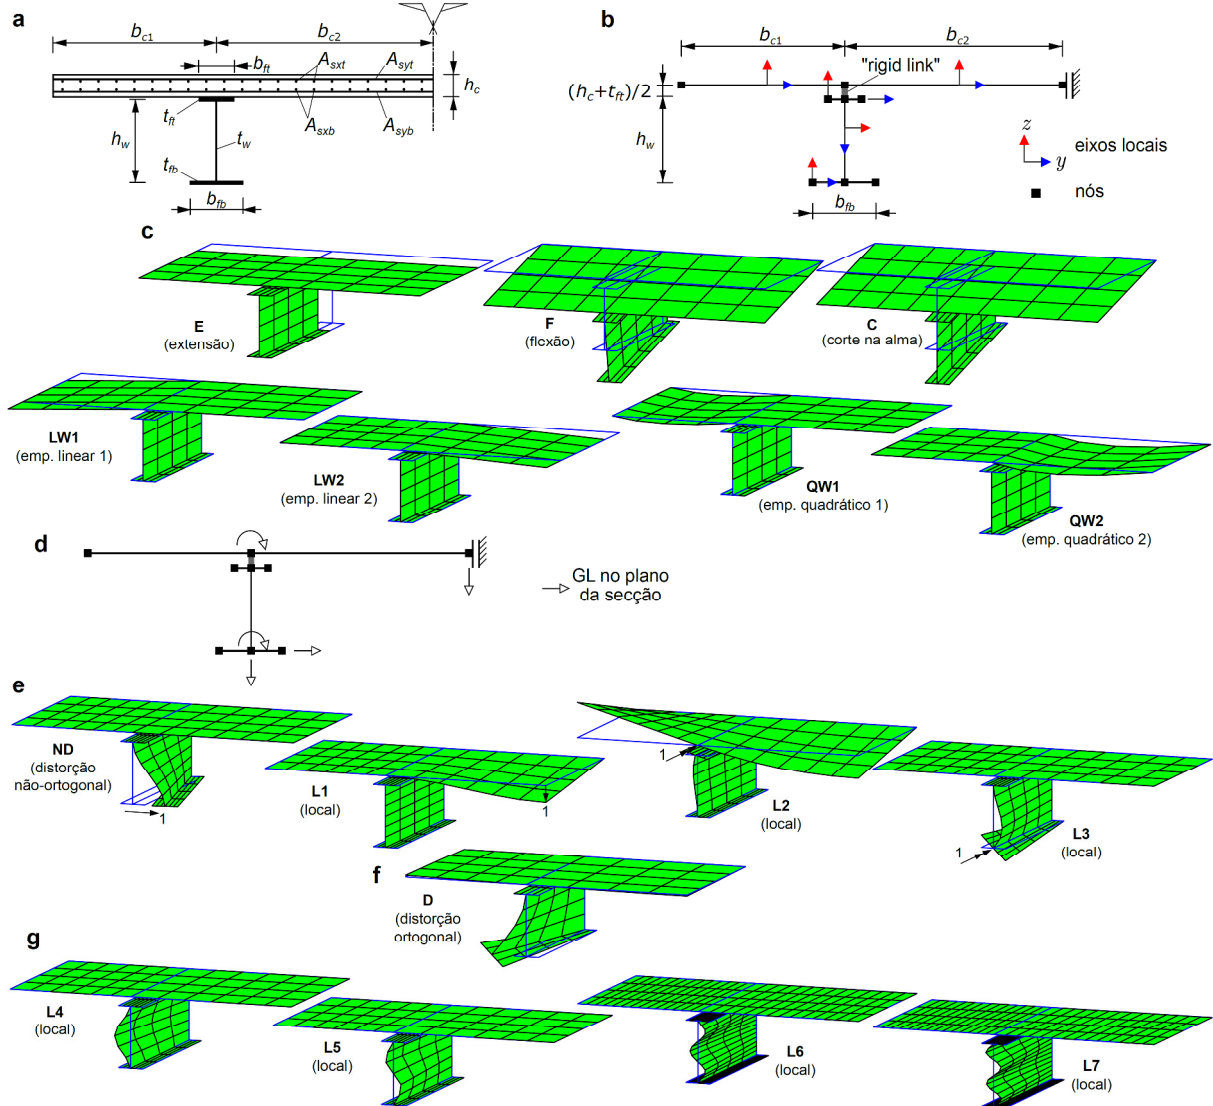 a
b_c1
b_c2
b_ft
A_sxt
A_syt
h_c
t_ft
A_sxb
A_syb
h_w
t_w
t_fb
b_fb
b
b_c1
b_c2
"rigid link"
(h_c+t_ft)/2
h_w
z
y
eixos locais
nós
b_fb
c
E
(extensão)
F
(flexão)
C
(corte na alma)
LW1
(emp. linear 1)
LW2
(emp. linear 2)
QW1
(emp. quadrático 1)
QW2
(emp. quadrático 2)
d
GL no plano
da secção
e
ND
(distorção
não-ortogonal)
1
L1
(local)
1
L2
(local)
1
L3
(local)
1
f
D
(distorção
ortogonal)
g
L4
(local)
L5
(local)
L6
(local)
L7
(local)